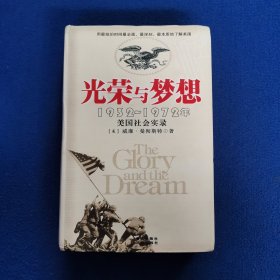 光荣与梦想
1932-1972年
美国社会实录
[美] 威廉·曼彻斯特 著
The
Glory
and the
Dream